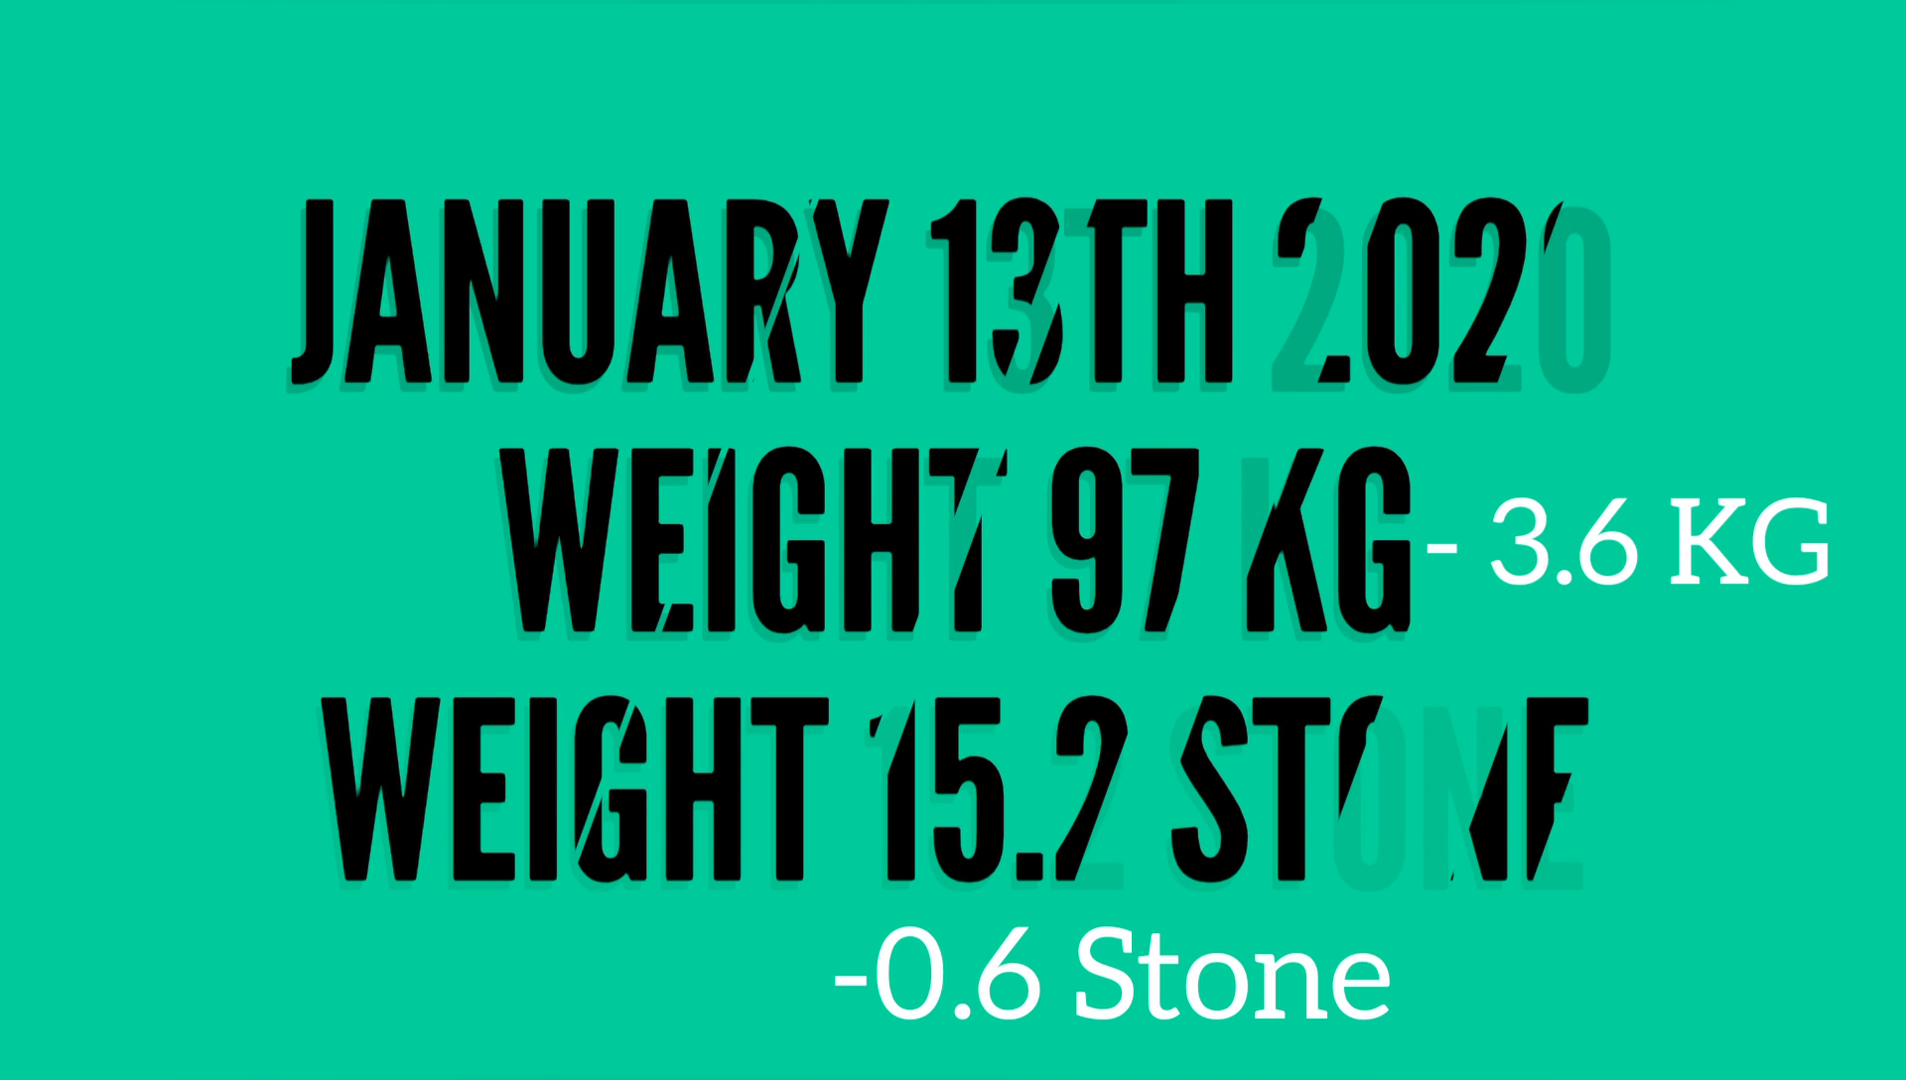 JANUARY 13TH 2020
WEIGHT 97 KG - 3.6 KG
WEIGHT 15.2 STONE
-0.6 Stone